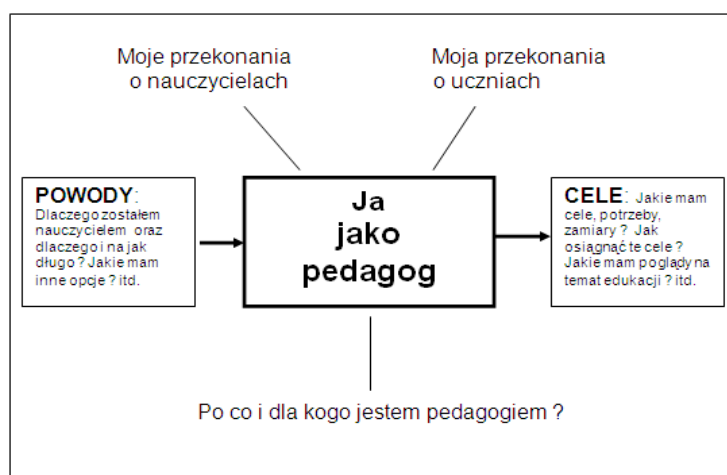 Moje przekonania
o nauczycielach
Moja przekonania
o uczniach
POWODY:
Dlaczego zostałem
nauczycielem oraz
dlaczego i na jak
długo ? Jakie mam
inne opcje ? itd.
Ja
jako
pedagog
CELE: Jakie mam
cele, potrzeby,
zamiary ? Jak
osiągnąć te cele ?
Jakie mam poglądy na
temat edukacji ? itd.
Po co i dla kogo jestem pedagogiem ?